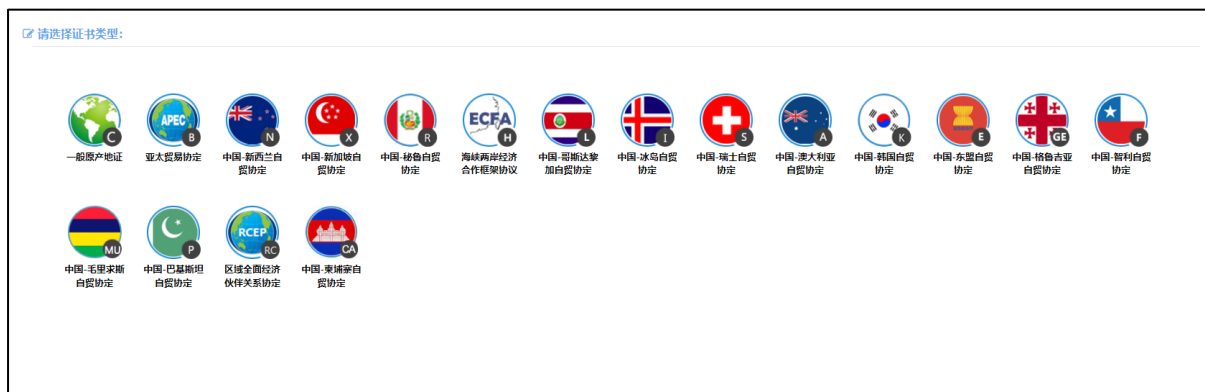 请选择证书类型：
APEC
ECFA
C
B
N
X
R
H
L
I
S
A
K
E
GE
F
一般原产地证
亚太贸易协定
中国-新西兰自
贸协定
中国-新加坡自
贸协定
中国-秘鲁自贸
协定
海峡两岸经济
合作框架协议
中国-哥斯达黎
加自贸协定
中国-冰岛自贸
协定
中国-瑞士自贸
协定
中国-澳大利亚
自贸协定
中国-韩国自贸
协定
中国-东盟自贸
协定
中国-格鲁吉亚
自贸协定
中国-智利自贸
协定
RCEP
MU
P
RC
CA
中国-毛里求斯
自贸协定
中国-巴基斯坦
自贸协定
区域全面经济
伙伴关系协定
中国-柬埔寨自
贸协定